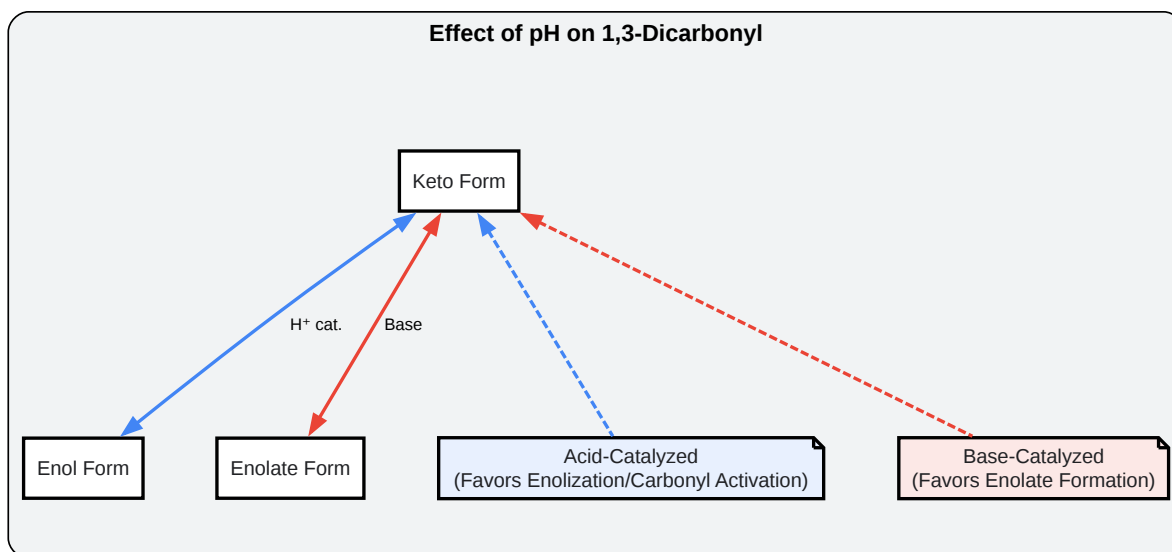 Effect of pH on 1,3-Dicarbonyl
Keto Form
H⁺ cat.
Base
Enol Form
Enolate Form
Acid-Catalyzed
(Favors Enolization/Carbonyl Activation)
Base-Catalyzed
(Favors Enolate Formation)